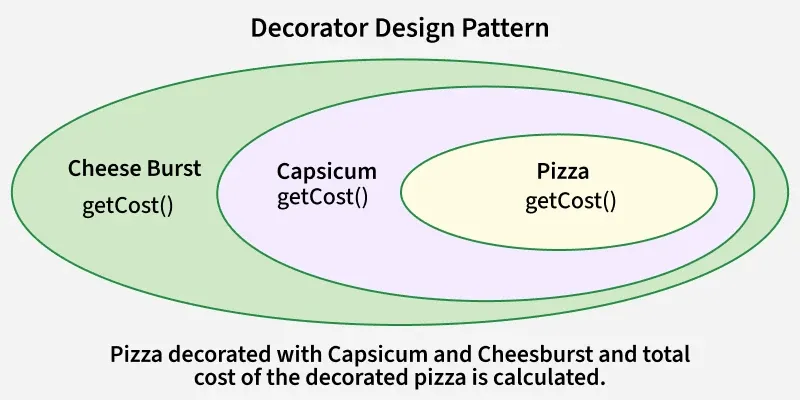 Decorator Design Pattern
Cheese Burst
getCost()
Capsicum
getCost()
Pizza
getCost()
Pizza decorated with Capsicum and Cheesburst and total
cost of the decorated pizza is calculated.